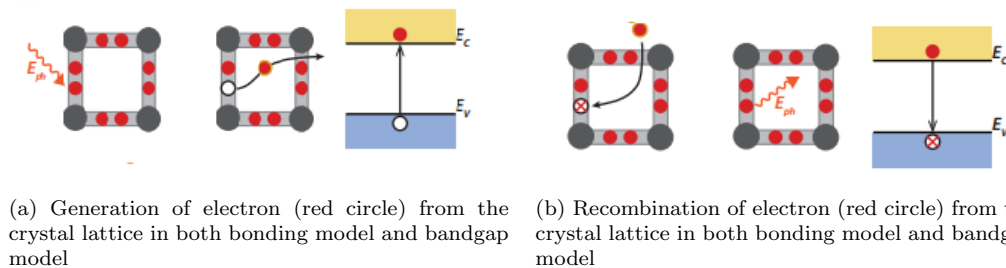 E_ph
E_C
E_V
E_ph
E_V
(a) Generation of electron (red circle) from the
crystal lattice in both bonding model and bandgap
model
(b) Recombination of electron (red circle) from
crystal lattice in both bonding model and bandg
model